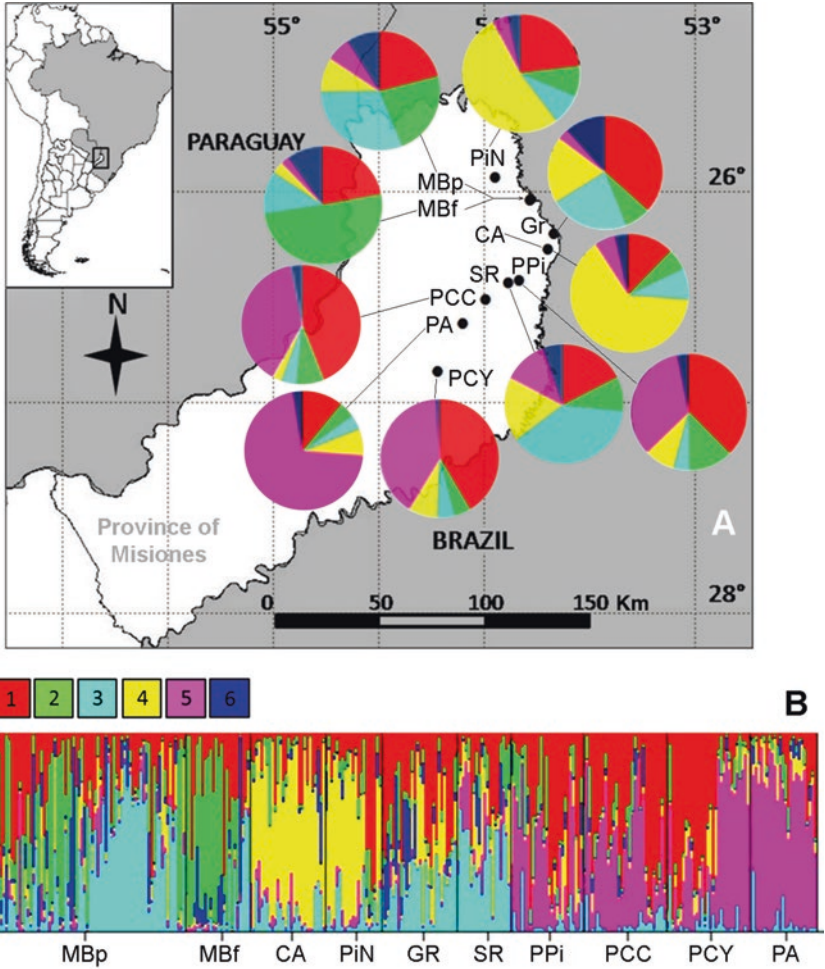 55° 54° 53°
PARAGUAY
PiN
MBp
26°
MBf
Gr
CA
SR PPi
PCC
PA
N
PCY
Province of
Misiones
A
BRAZIL
28°
0 50 100 150 Km
1 2 3 4 5 6
B
MBp MBf CA PiN GR SR PPi PCC PCY PA